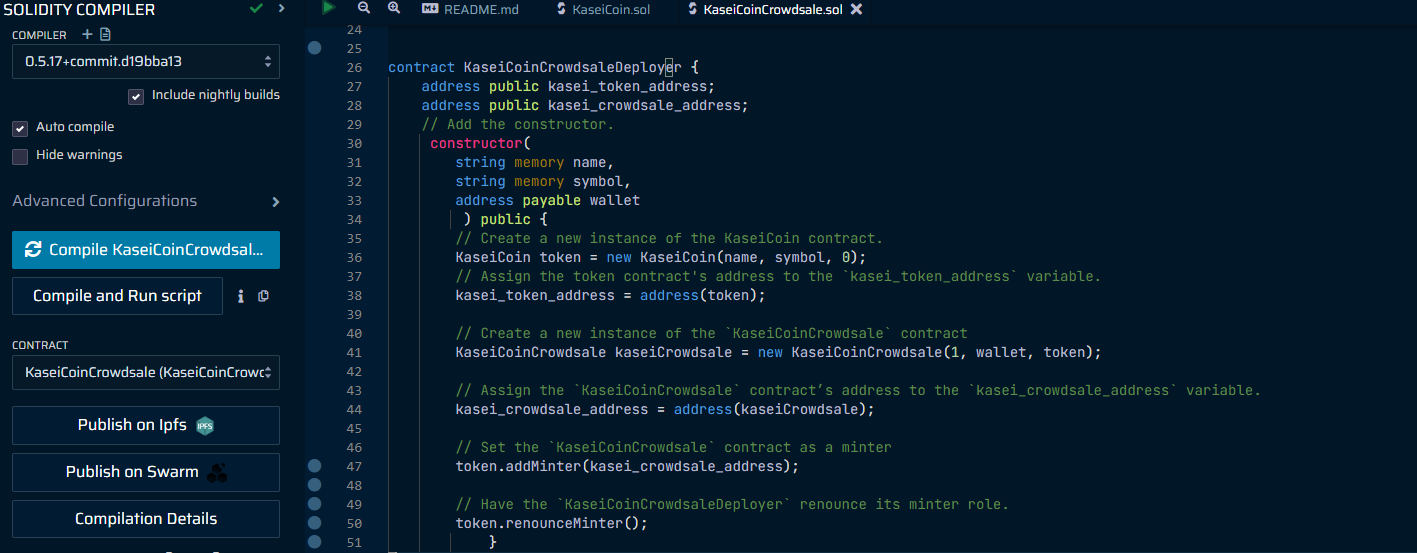 SOLIDITY COMPILER
COMPILER
0.5.17+commit.d19bba13
Include nightly builds
Auto compile
Hide warnings
Advanced Configurations
Compile KaseiCoinCrowdsal...
Compile and Run script
CONTRACT
KaseiCoinCrowdsale (KaseiCoinCrowd
Publish on Ipfs
IPFS
Publish on Swarm
Compilation Details
README.md
KaseiCoin.sol
KaseiCoinCrowdsale.sol
24
25
26 contract KaseiCoinCrowdsaleDeployer {
27 address public kasei_token_address;
28 address public kasei_crowdsale_address;
29 // Add the constructor.
30 constructor(
31 string memory name,
32 string memory symbol,
33 address payable wallet
34 ) public {
35 // Create a new instance of the KaseiCoin contract.
36 KaseiCoin token = new KaseiCoin(name, symbol, 0);
37 // Assign the token contract's address to the `kasei_token_address` variable.
38 kasei_token_address = address(token);
39
40 // Create a new instance of the `KaseiCoinCrowdsale` contract
41 KaseiCoinCrowdsale kaseiCrowdsale = new KaseiCoinCrowdsale(1, wallet, token);
42
43 // Assign the `KaseiCoinCrowdsale` contract’s address to the `kasei_crowdsale_address` variable.
44 kasei_crowdsale_address = address(kaseiCrowdsale);
45
46 // Set the `KaseiCoinCrowdsale` contract as a minter
47 token.addMinter(kasei_crowdsale_address);
48
49 // Have the `KaseiCoinCrowdsaleDeployer` renounce its minter role.
50 token.renounceMinter();
51 }